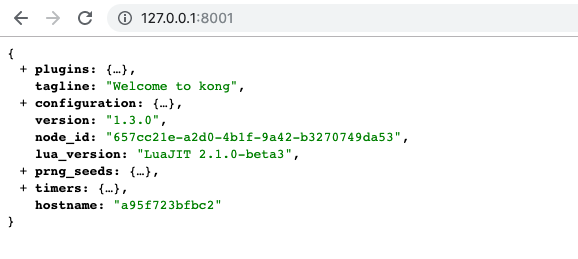 127.0.0.1:8001
{
+ plugins: {…},
tagline: "Welcome to kong",
+ configuration: {…},
version: "1.3.0",
node_id: "657cc21e-a2d0-4b1f-9a42-b3270749da53",
lua_version: "LuaJIT 2.1.0-beta3",
+ prng_seeds: {…},
+ timers: {…},
hostname: "a95f723bfbc2"
}